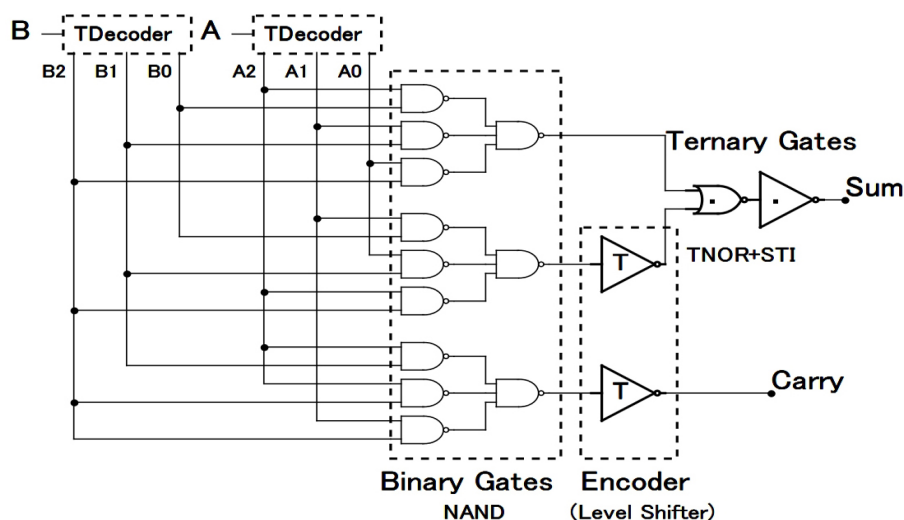 B TDecoder A TDecoder
B2 B1 B0 A2 A1 A0
Ternary Gates
Sum
TNOR+STI
T
T
Carry
Binary Gates Encoder
NAND (Level Shifter)